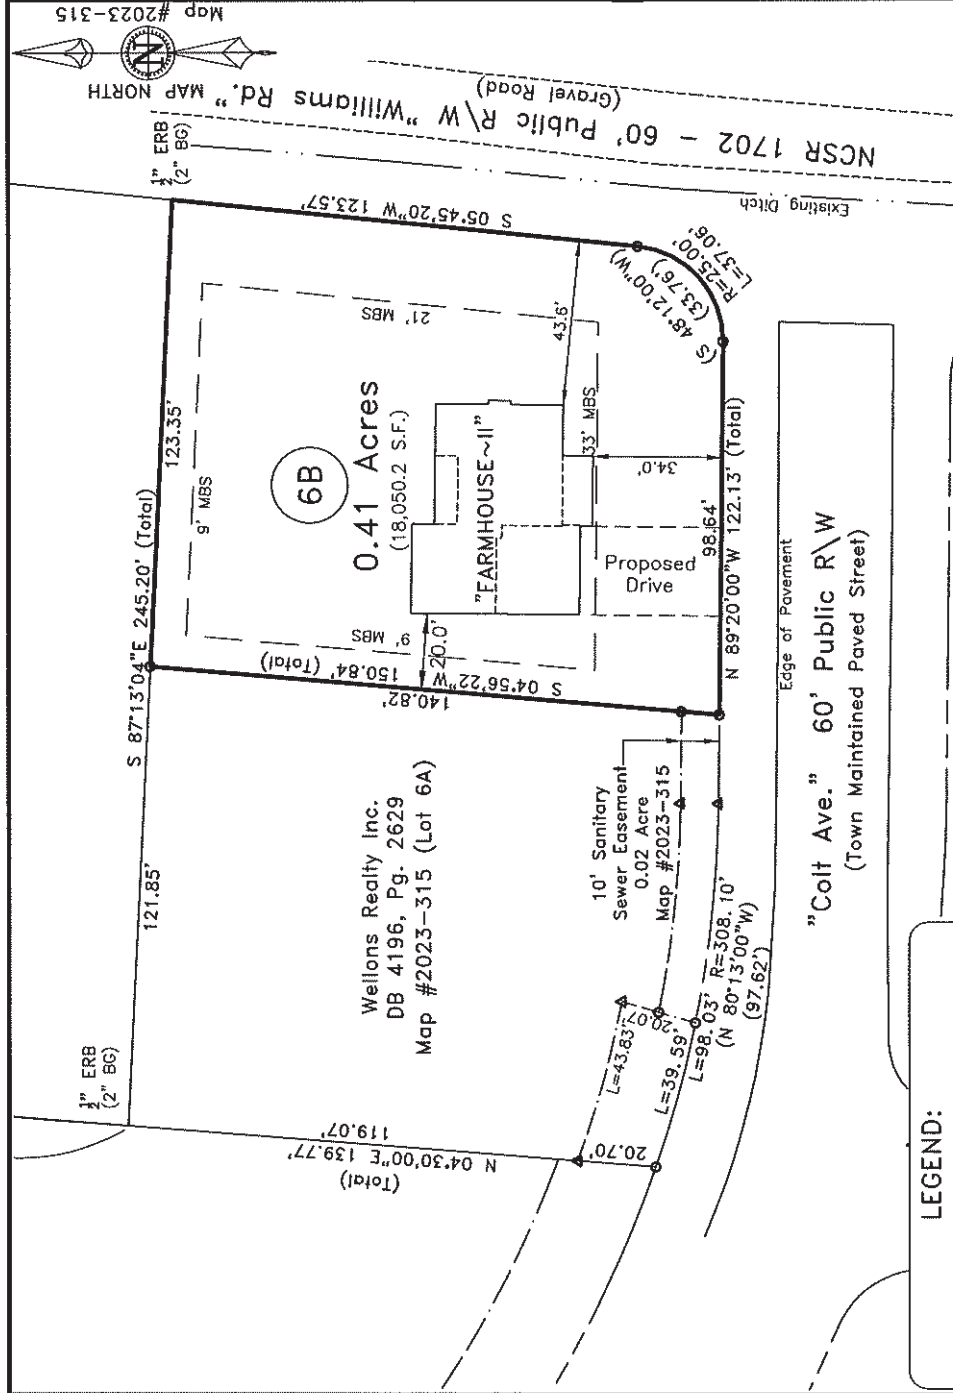 Map #2023-315
N
MAP NORTH
NCSR 1702 - 60' Public R\W "Williams Rd."
(Gravel Road)
Existing Ditch
1/2" ERB
(2" BG)
S 05°45'20"W 123.57'
R=25.00'
L=37.06'
(S 48°12'00"W)
(33.76')
S 87°13'04"E 245.20' (Total)
123.35'
121.85'
9' MBS
21' MBS
9' MBS
33' MBS
6B
0.41 Acres
(18,050.2 S.F.)
"FARMHOUSE~II"
43.6'
34.0'
20.0'
Proposed
Drive
S 04°56'22"W 150.84' (Total)
140.82'
98.64'
N 89°20'00"W 122.13' (Total)
Edge of Pavement
"Colt Ave." 60' Public R\W
(Town Maintained Paved Street)
10' Sanitary
Sewer Easement
0.02 Acre
Map #2023-315
Wellons Realty Inc.
DB 4196, Pg. 2629
Map #2023-315 (Lot 6A)
1/2" ERB
(2" BG)
N 04°30'00"E 139.77'
(Total)
119.07'
20.70'
L=43.83'
20.07'
L=39.59'
L=98.03' R=308.10'
(N 80°13'00"W)
(97.62')
LEGEND: